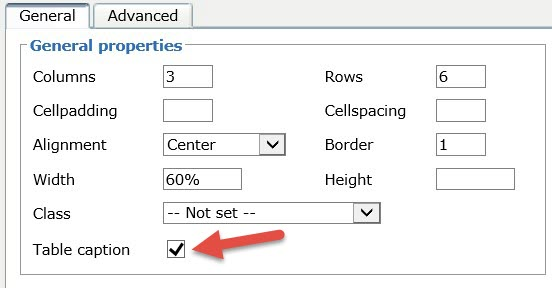 General Advanced
General properties
Columns 3 Rows 6
Cellpadding Cellspacing
Alignment Center Border 1
Width 60% Height
Class -- Not set --
Table caption